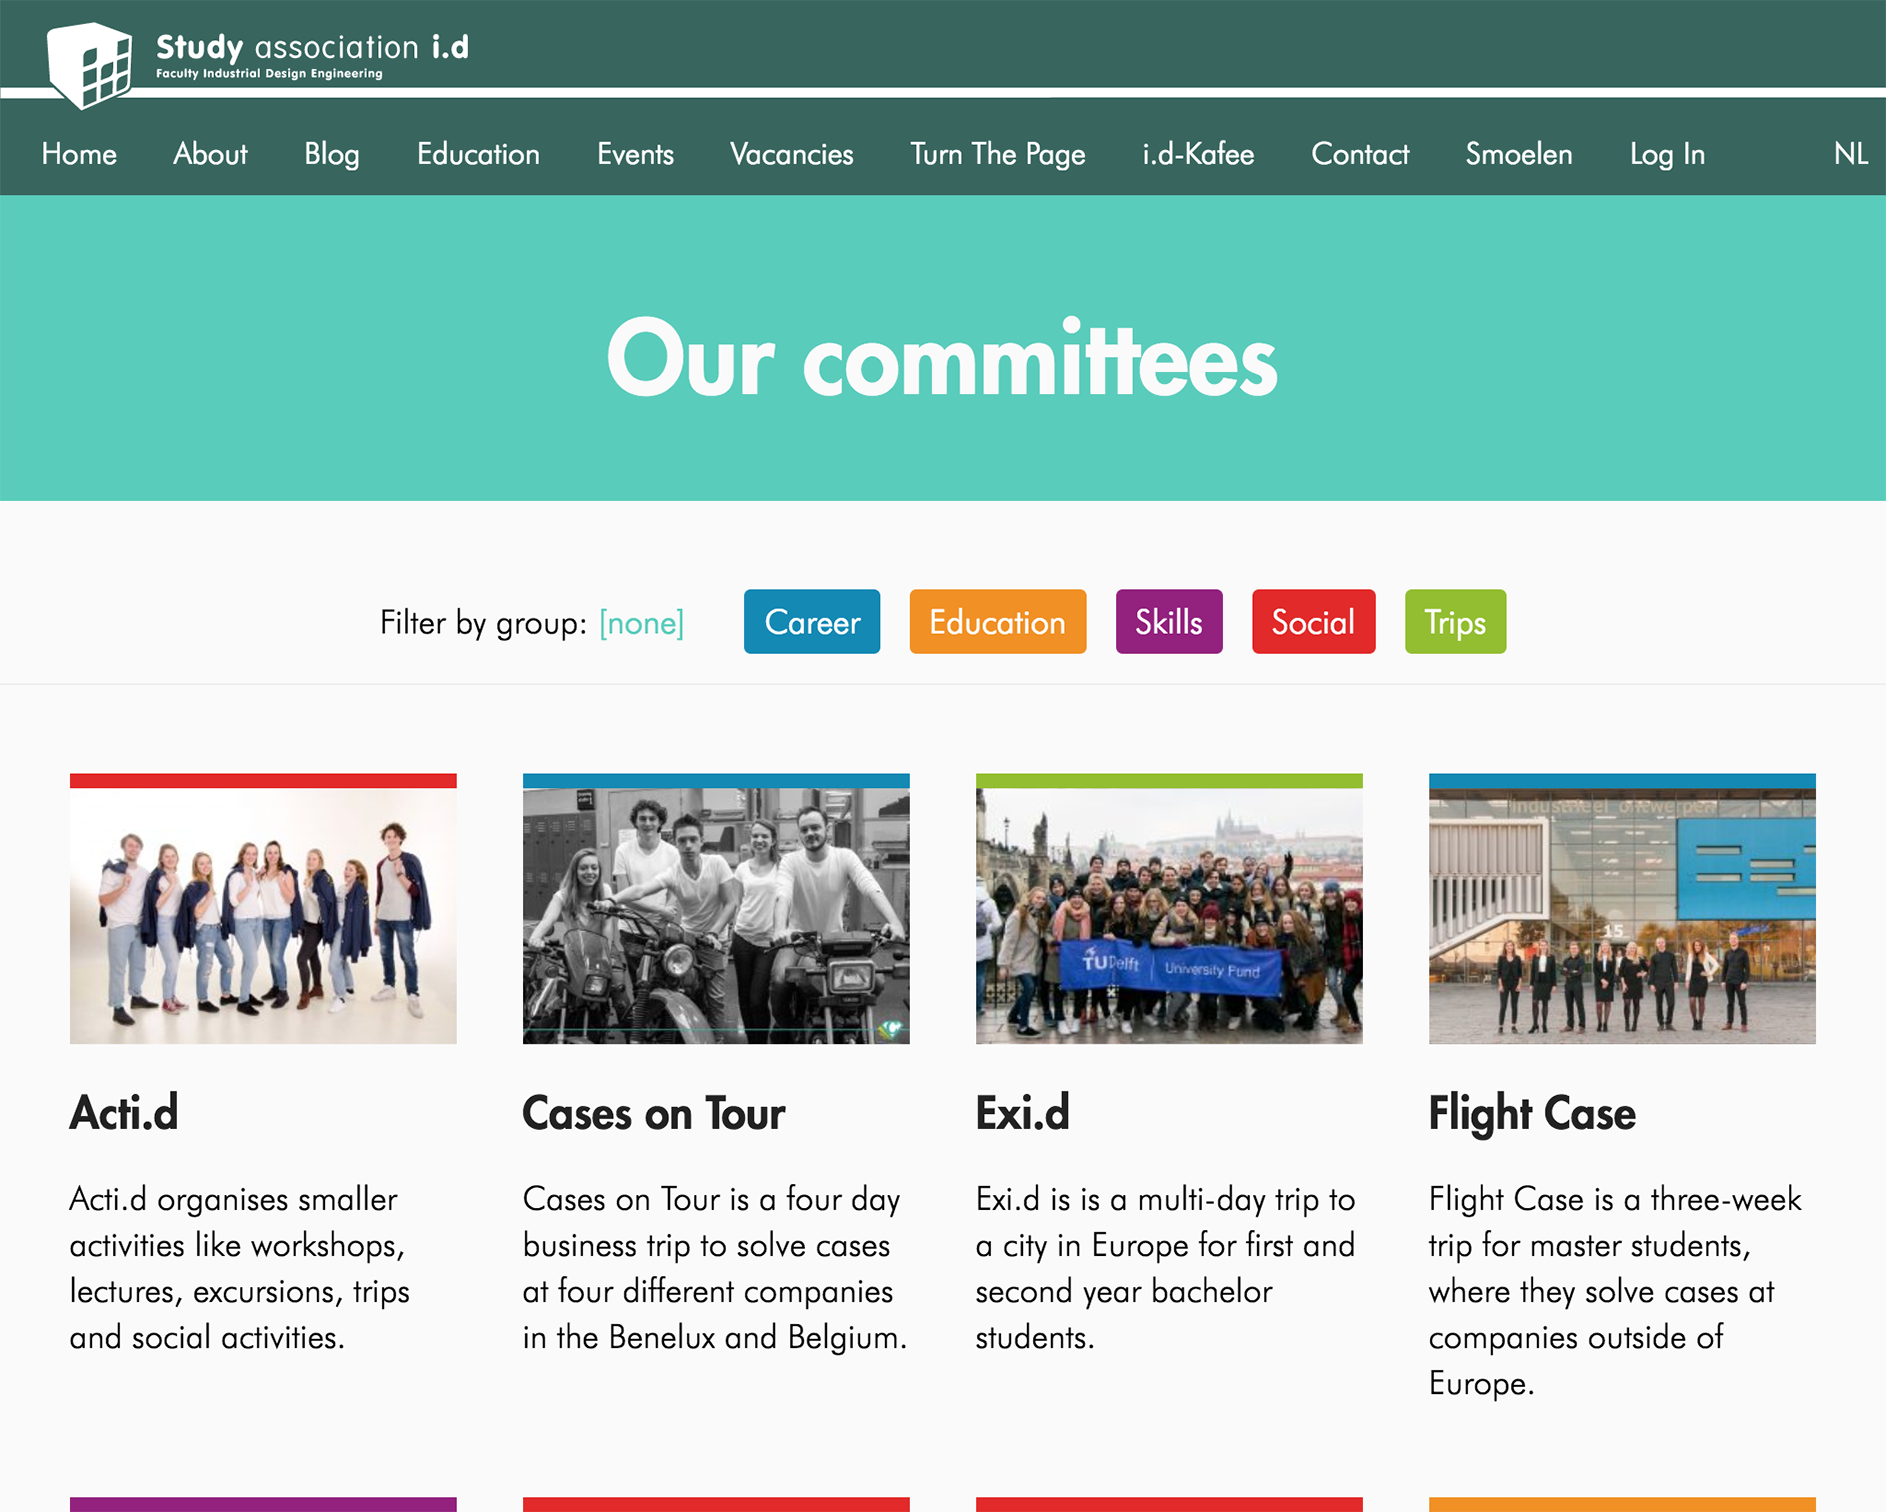 Study association i.d
Faculty Industrial Design Engineering
Home About Blog Education Events Vacancies Turn The Page i.d-Kafee Contact Smoelen Log In NL
Our committees
Filter by group: [none] Career Education Skills Social Trips
TU Delft University Fund
industrieel ontwerpen
15
Acti.d
Acti.d organises smaller
activities like workshops,
lectures, excursions, trips
and social activities.
Cases on Tour
Cases on Tour is a four day
business trip to solve cases
at four different companies
in the Benelux and Belgium.
Exi.d
Exi.d is is a multi-day trip to
a city in Europe for first and
second year bachelor
students.
Flight Case
Flight Case is a three-week
trip for master students,
where they solve cases at
companies outside of
Europe.